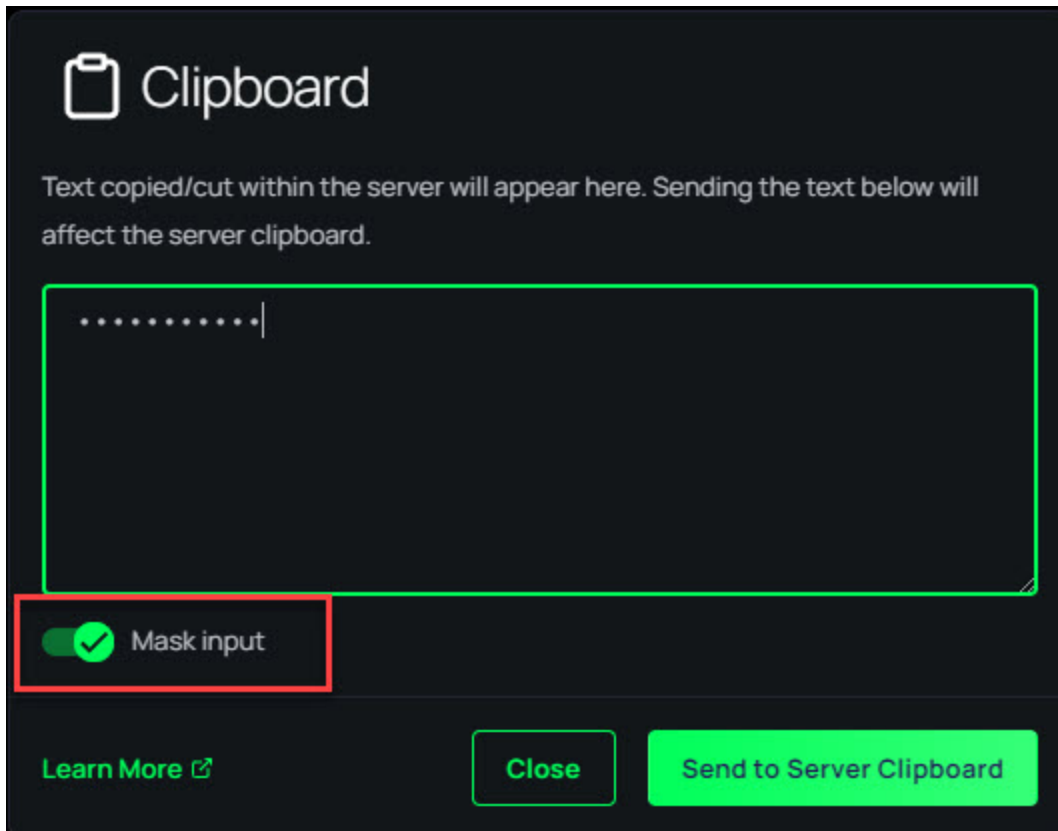 Clipboard
Text copied/cut within the server will appear here. Sending the text below will
affect the server clipboard.
•••••••••••
Mask input
Learn More
Close
Send to Server Clipboard